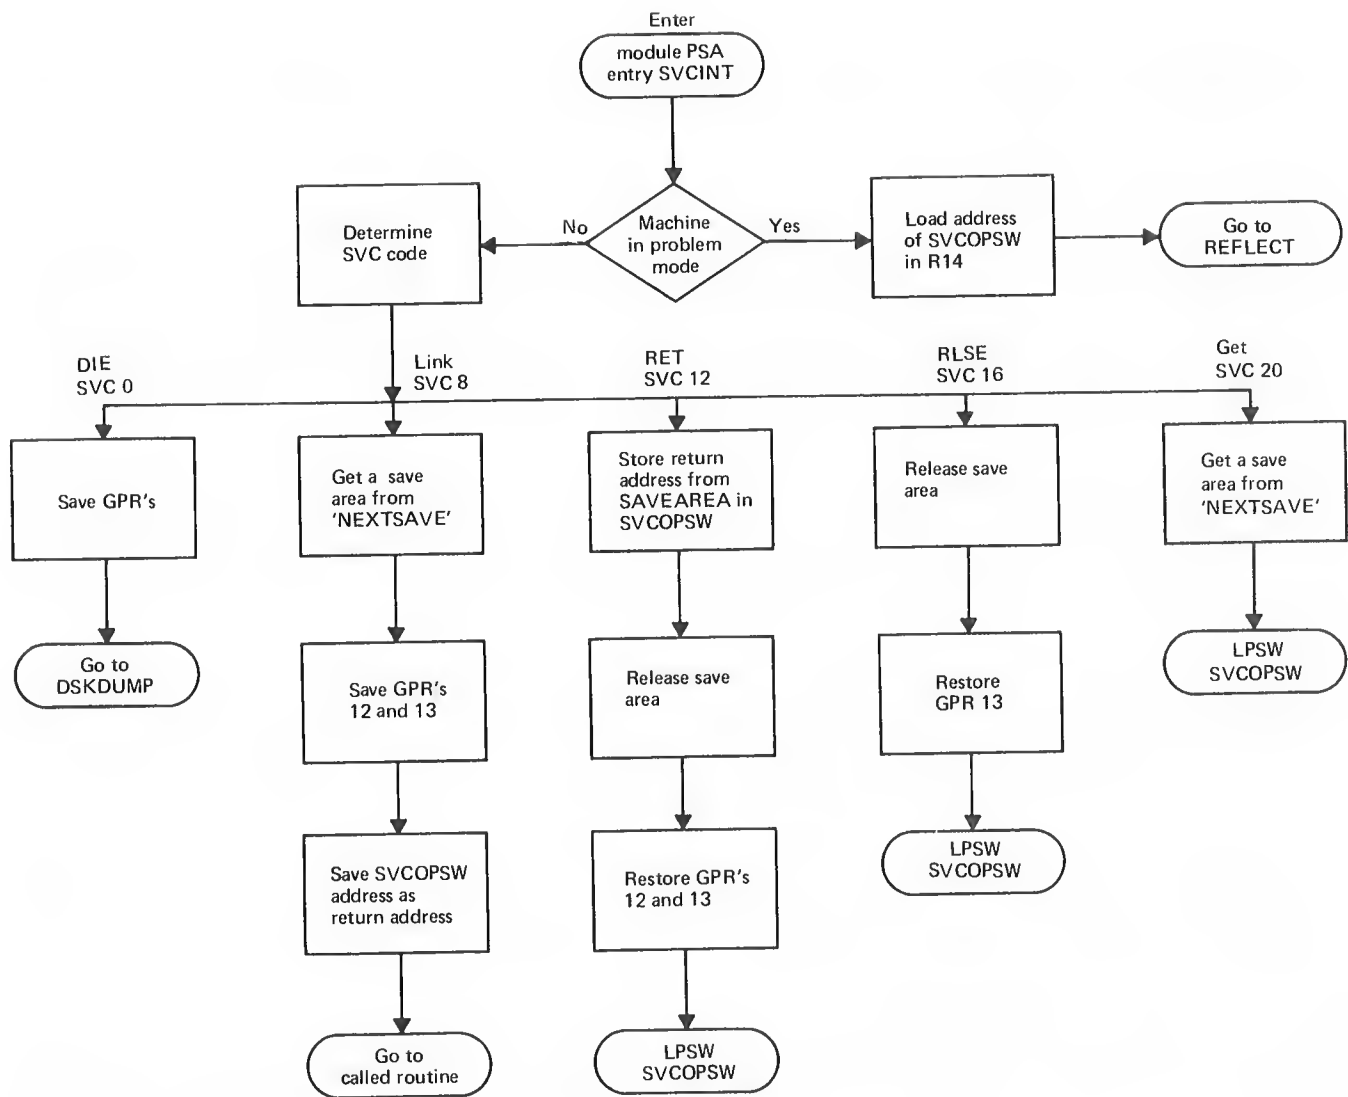 Enter
module PSA
entry SVCINT
Determine
SVC code
No
Machine
in problem
mode
Yes
Load address
of SVCOPSW
in R14
Go to
REFLECT
DIE
SVC 0
Link
SVC 8
RET
SVC 12
RLSE
SVC 16
Get
SVC 20
Save GPR's
Get a save
area from
'NEXTSAVE'
Store return
address from
SAVEAREA in
SVCOPSW
Release save
area
Get a save
area from
'NEXTSAVE'
Go to
DSKDUMP
Save GPR's
12 and 13
Release save
area
Restore
GPR 13
LPSW
SVCOPSW
Save SVCOPSW
address as
return address
Restore GPR's
12 and 13
LPSW
SVCOPSW
Go to
called routine
LPSW
SVCOPSW